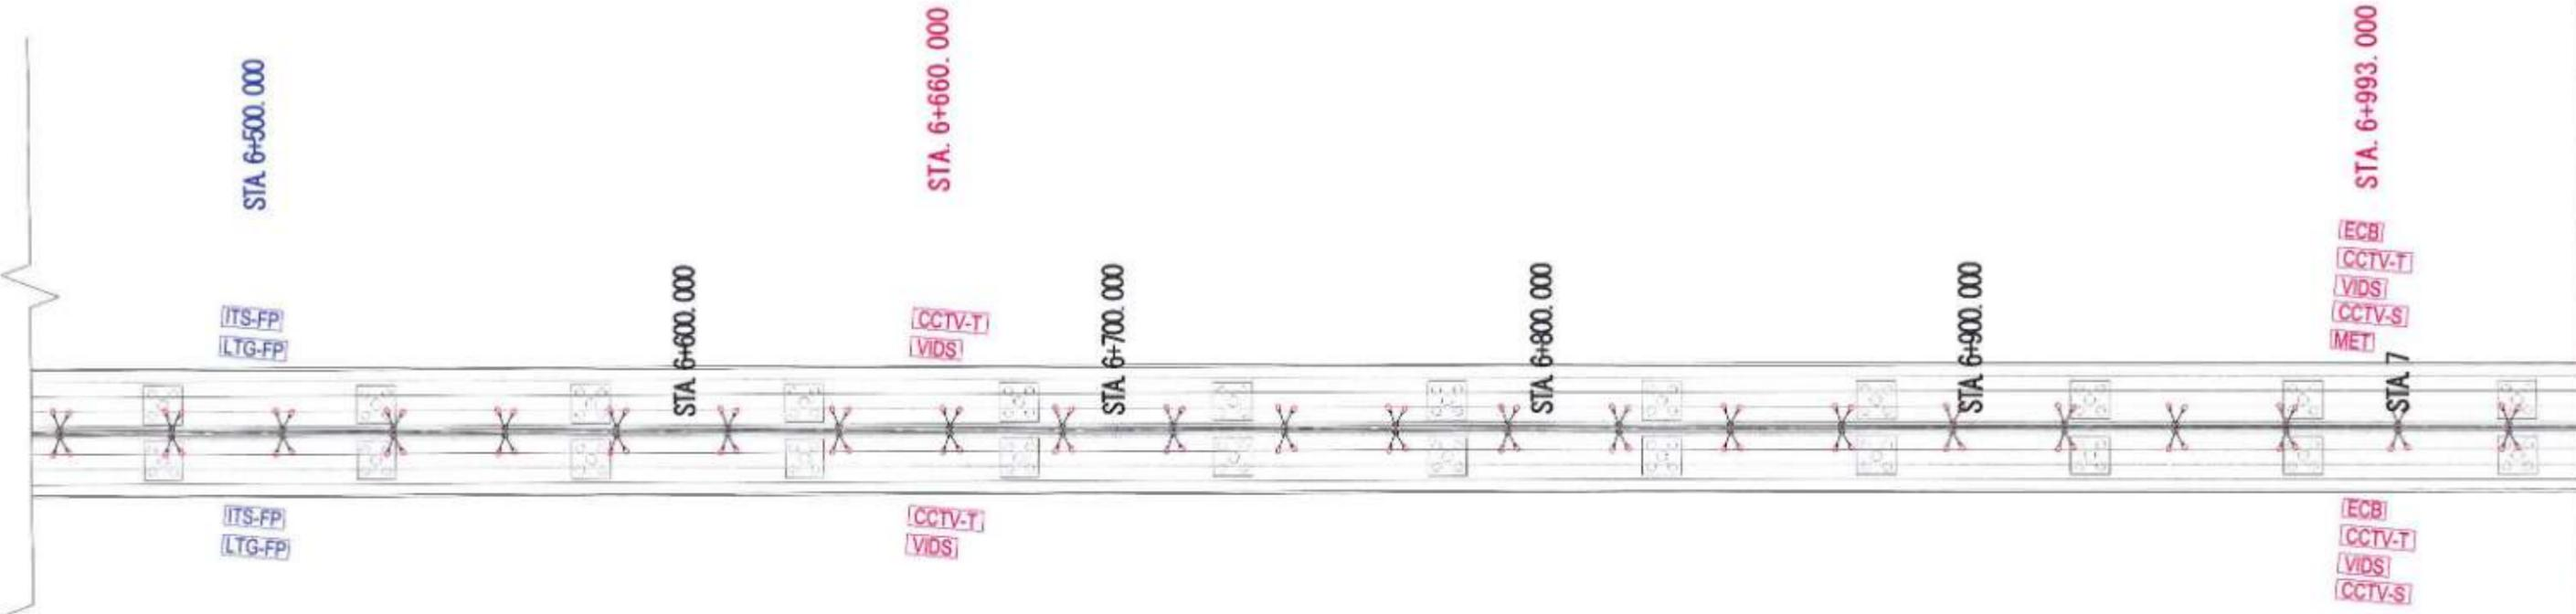 STA. 6+500. 000
STA. 6+660. 000
STA. 6+993. 000
ECB
CCTV-T
VIDS
CCTV-S
MET
ITS-FP
LTG-FP
CCTV-T
VIDS
STA. 6+600. 000
STA. 6+700. 000
STA. 6+800. 000
STA. 6+900. 000
STA. 7
ITS-FP
LTG-FP
CCTV-T
VIDS
ECB
CCTV-T
VIDS
CCTV-S